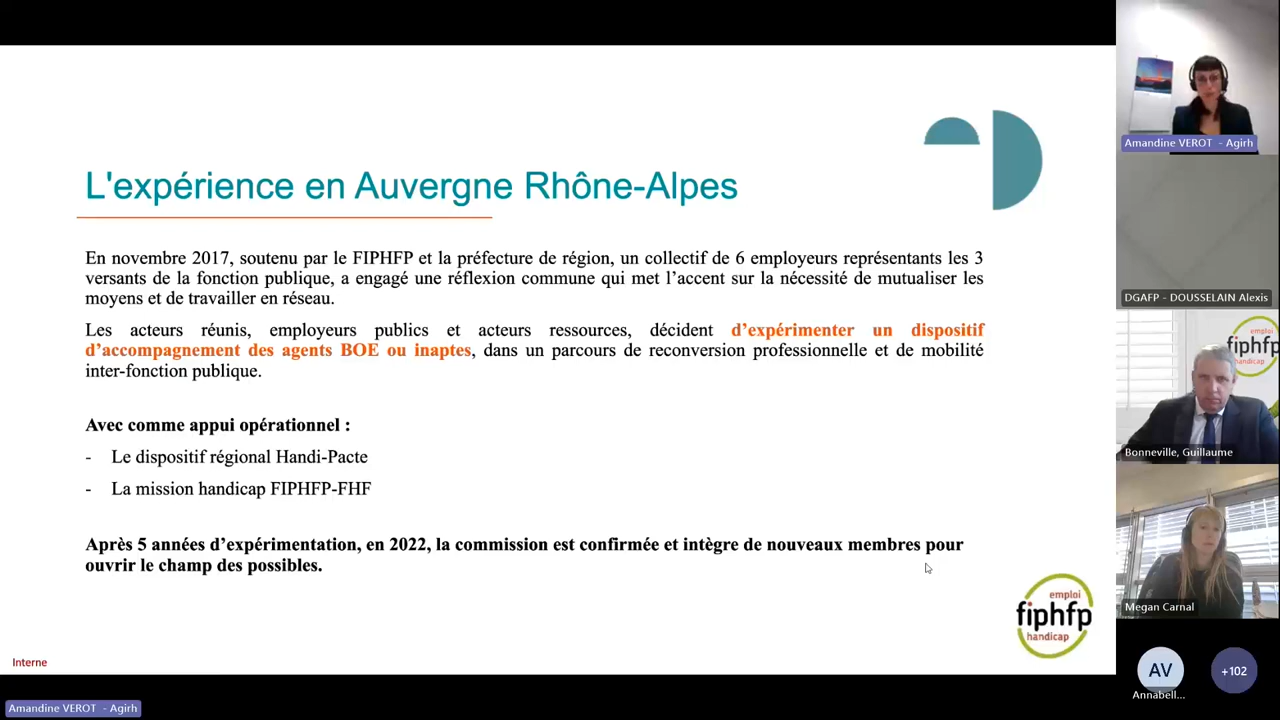 L'expérience en Auvergne Rhône-Alpes
En novembre 2017, soutenu par le FIPHFP et la préfecture de région, un collectif de 6 employeurs représentants les 3
versants de la fonction publique, a engagé une réflexion commune qui met l’accent sur la nécessité de mutualiser les
moyens et de travailler en réseau.
Les acteurs réunis, employeurs publics et acteurs ressources, décident d’expérimenter un dispositif
d’accompagnement des agents BOE ou inaptes, dans un parcours de reconversion professionnelle et de mobilité
inter-fonction publique.
Avec comme appui opérationnel :
- Le dispositif régional Handi-Pacte
- La mission handicap FIPHFP-FHF
Après 5 années d’expérimentation, en 2022, la commission est confirmée et intègre de nouveaux membres pour
ouvrir le champ des possibles.
emploi
fiphfp
handicap
Interne
Amandine VEROT - Agirh
Amandine VEROT - Agirh
DGAFP - DOUSSELAIN Alexis
fiphfp
handicap
Bonneville, Guillaume
Megan Carnal
AV
Annabell...
+102